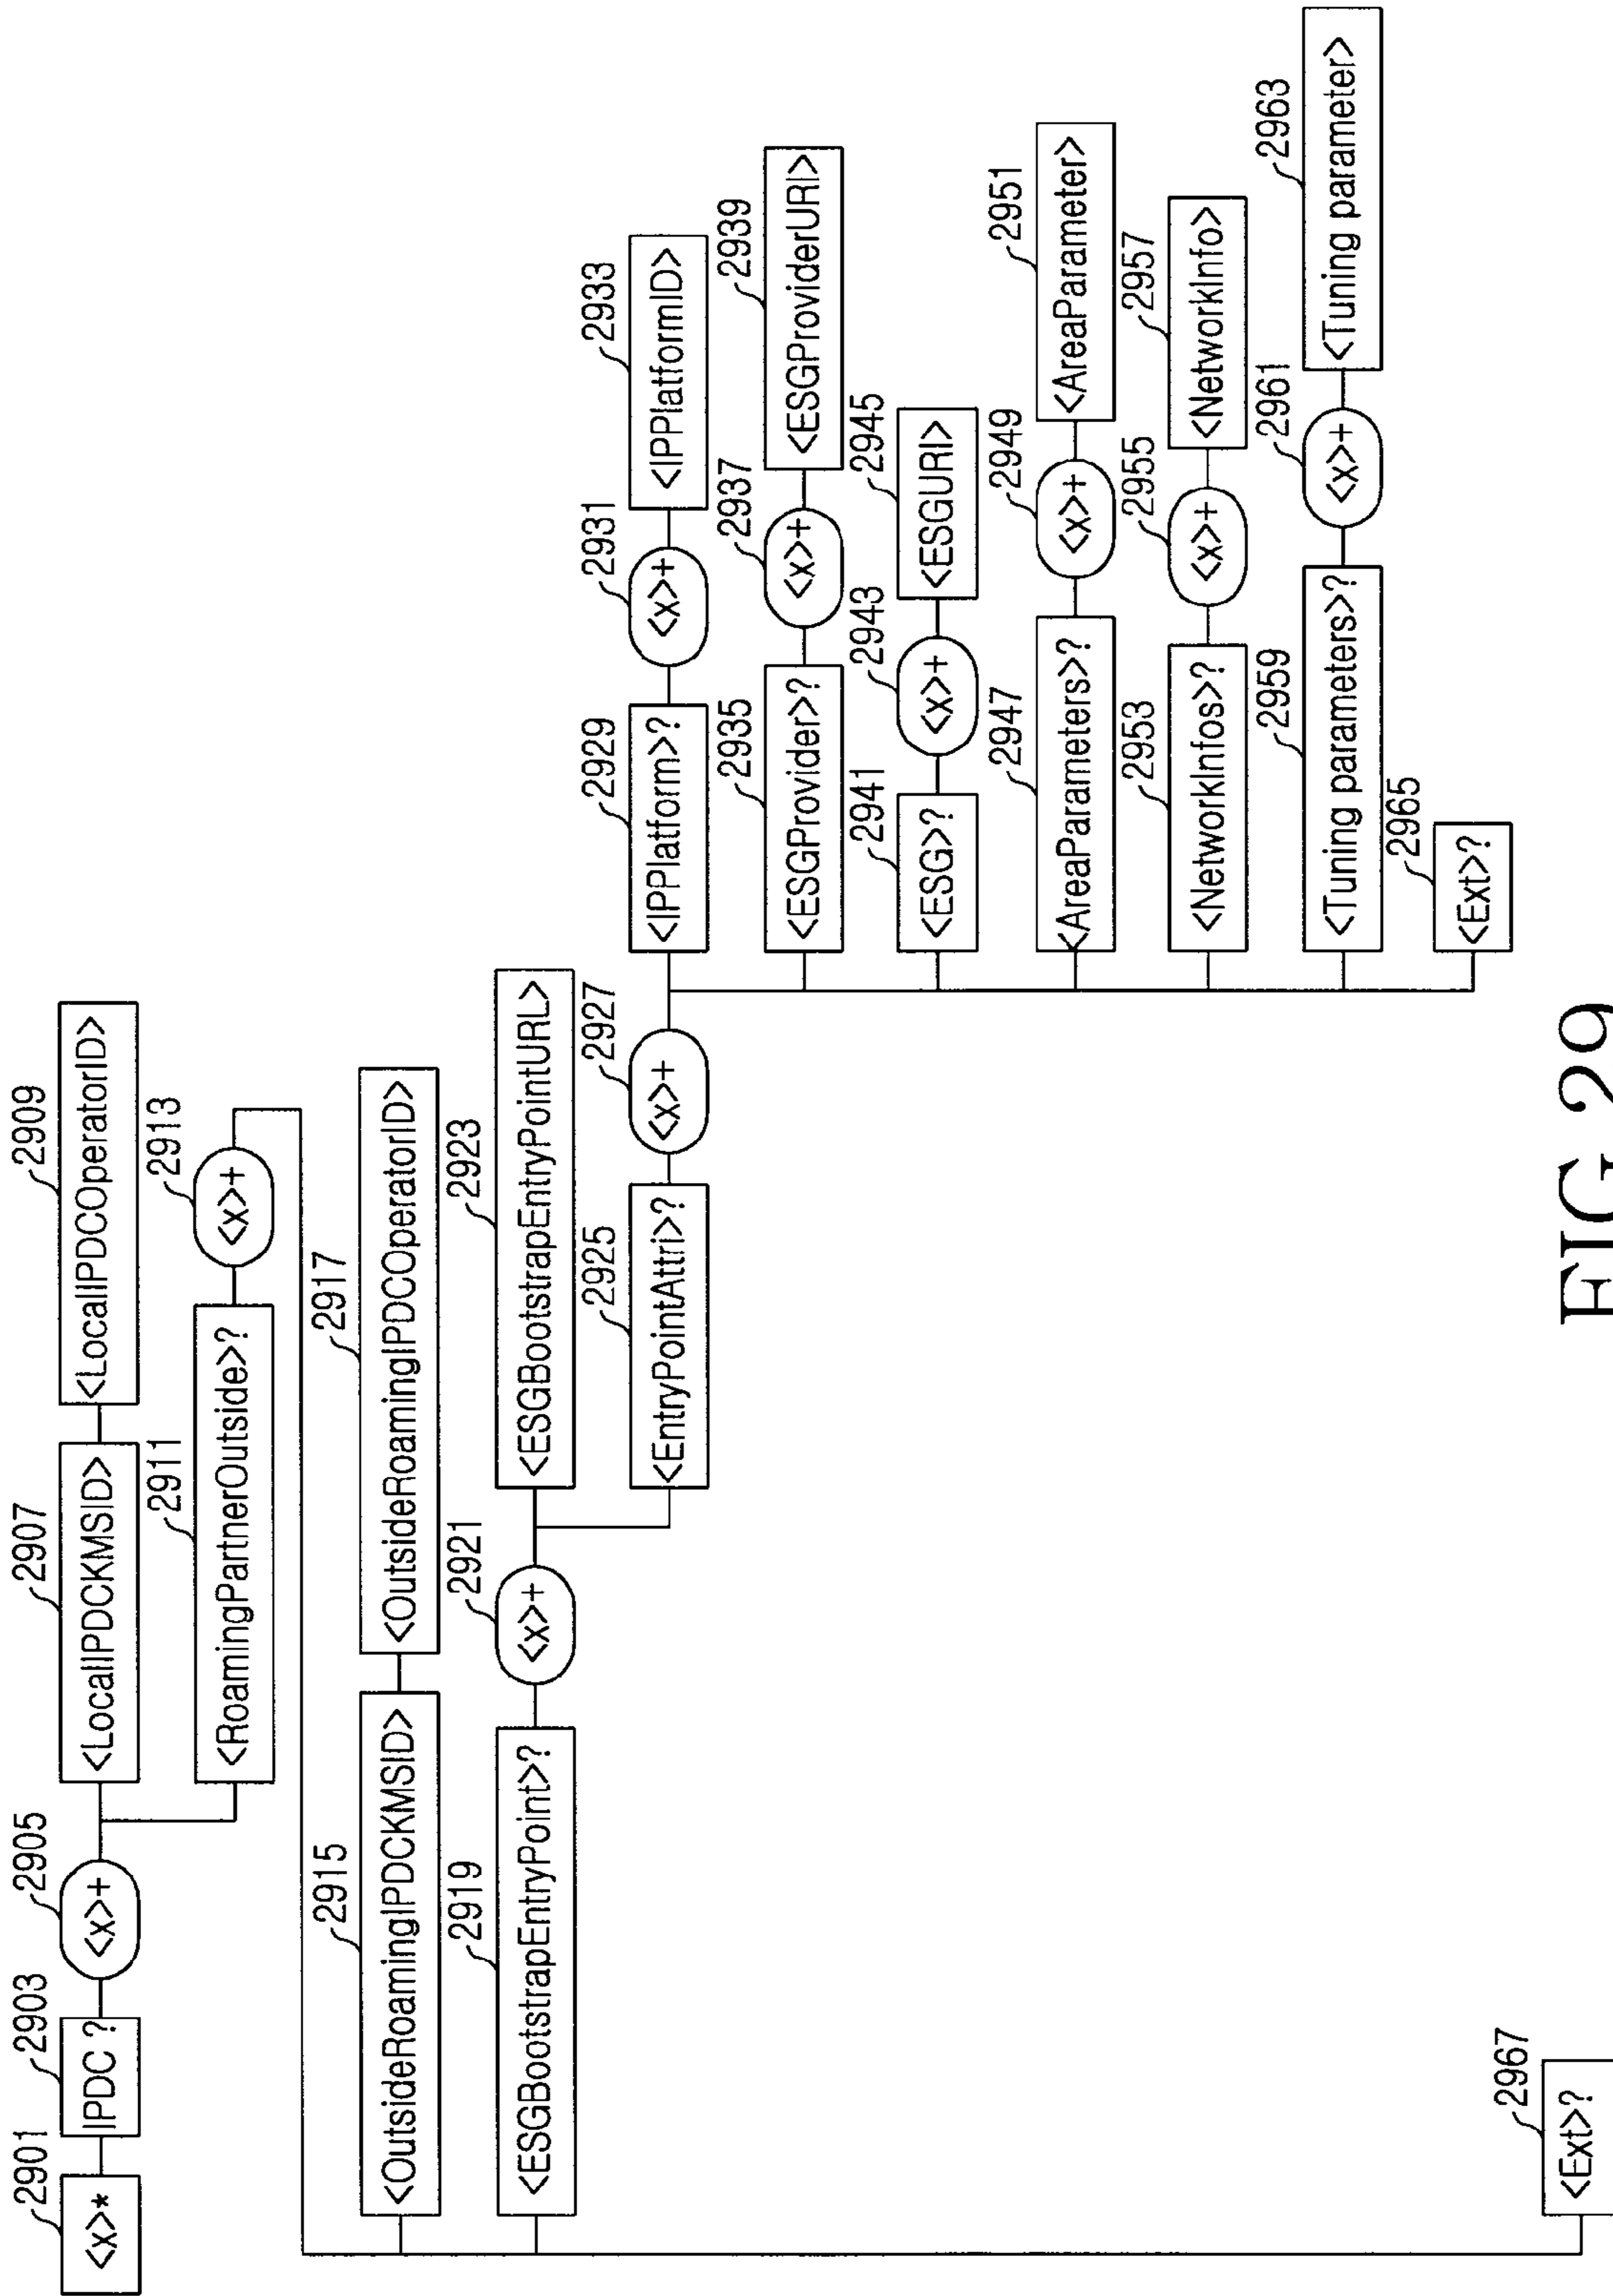 2901
<x>*
2903
IPDC ?
2905
<x>+
2907
<LocalIPDCKMSID>
2909
<LocalIPDCOperatorID>
2911
<RoamingPartnerOutside>?
2913
<x>+
2915
<OutsideRoamingIPDCKMSID>
2917
<OutsideRoamingIPDCOperatorID>
2919
<ESGBootstrapEntryPoint>?
2921
<x>+
2923
<ESGBootstrapEntryPointURL>
2925
<EntryPointAttri>?
2927
<x>+
2929
<IPPlatform>?
2931
<x>+
2933
<IPPlatformID>
2935
<ESGProvider>?
2937
<x>+
2939
<ESGProviderURI>
2941
<ESG>?
2943
<x>+
2945
<ESGURI>
2947
<AreaParameters>?
2949
<x>+
2951
<AreaParameter>
2953
<NetworkInfos>?
2955
<x>+
2957
<NetworkInfo>
2959
<Tuning parameters>?
2961
<x>+
2963
<Tuning parameter>
2965
<Ext>?
2967
<Ext>?
FIG 29